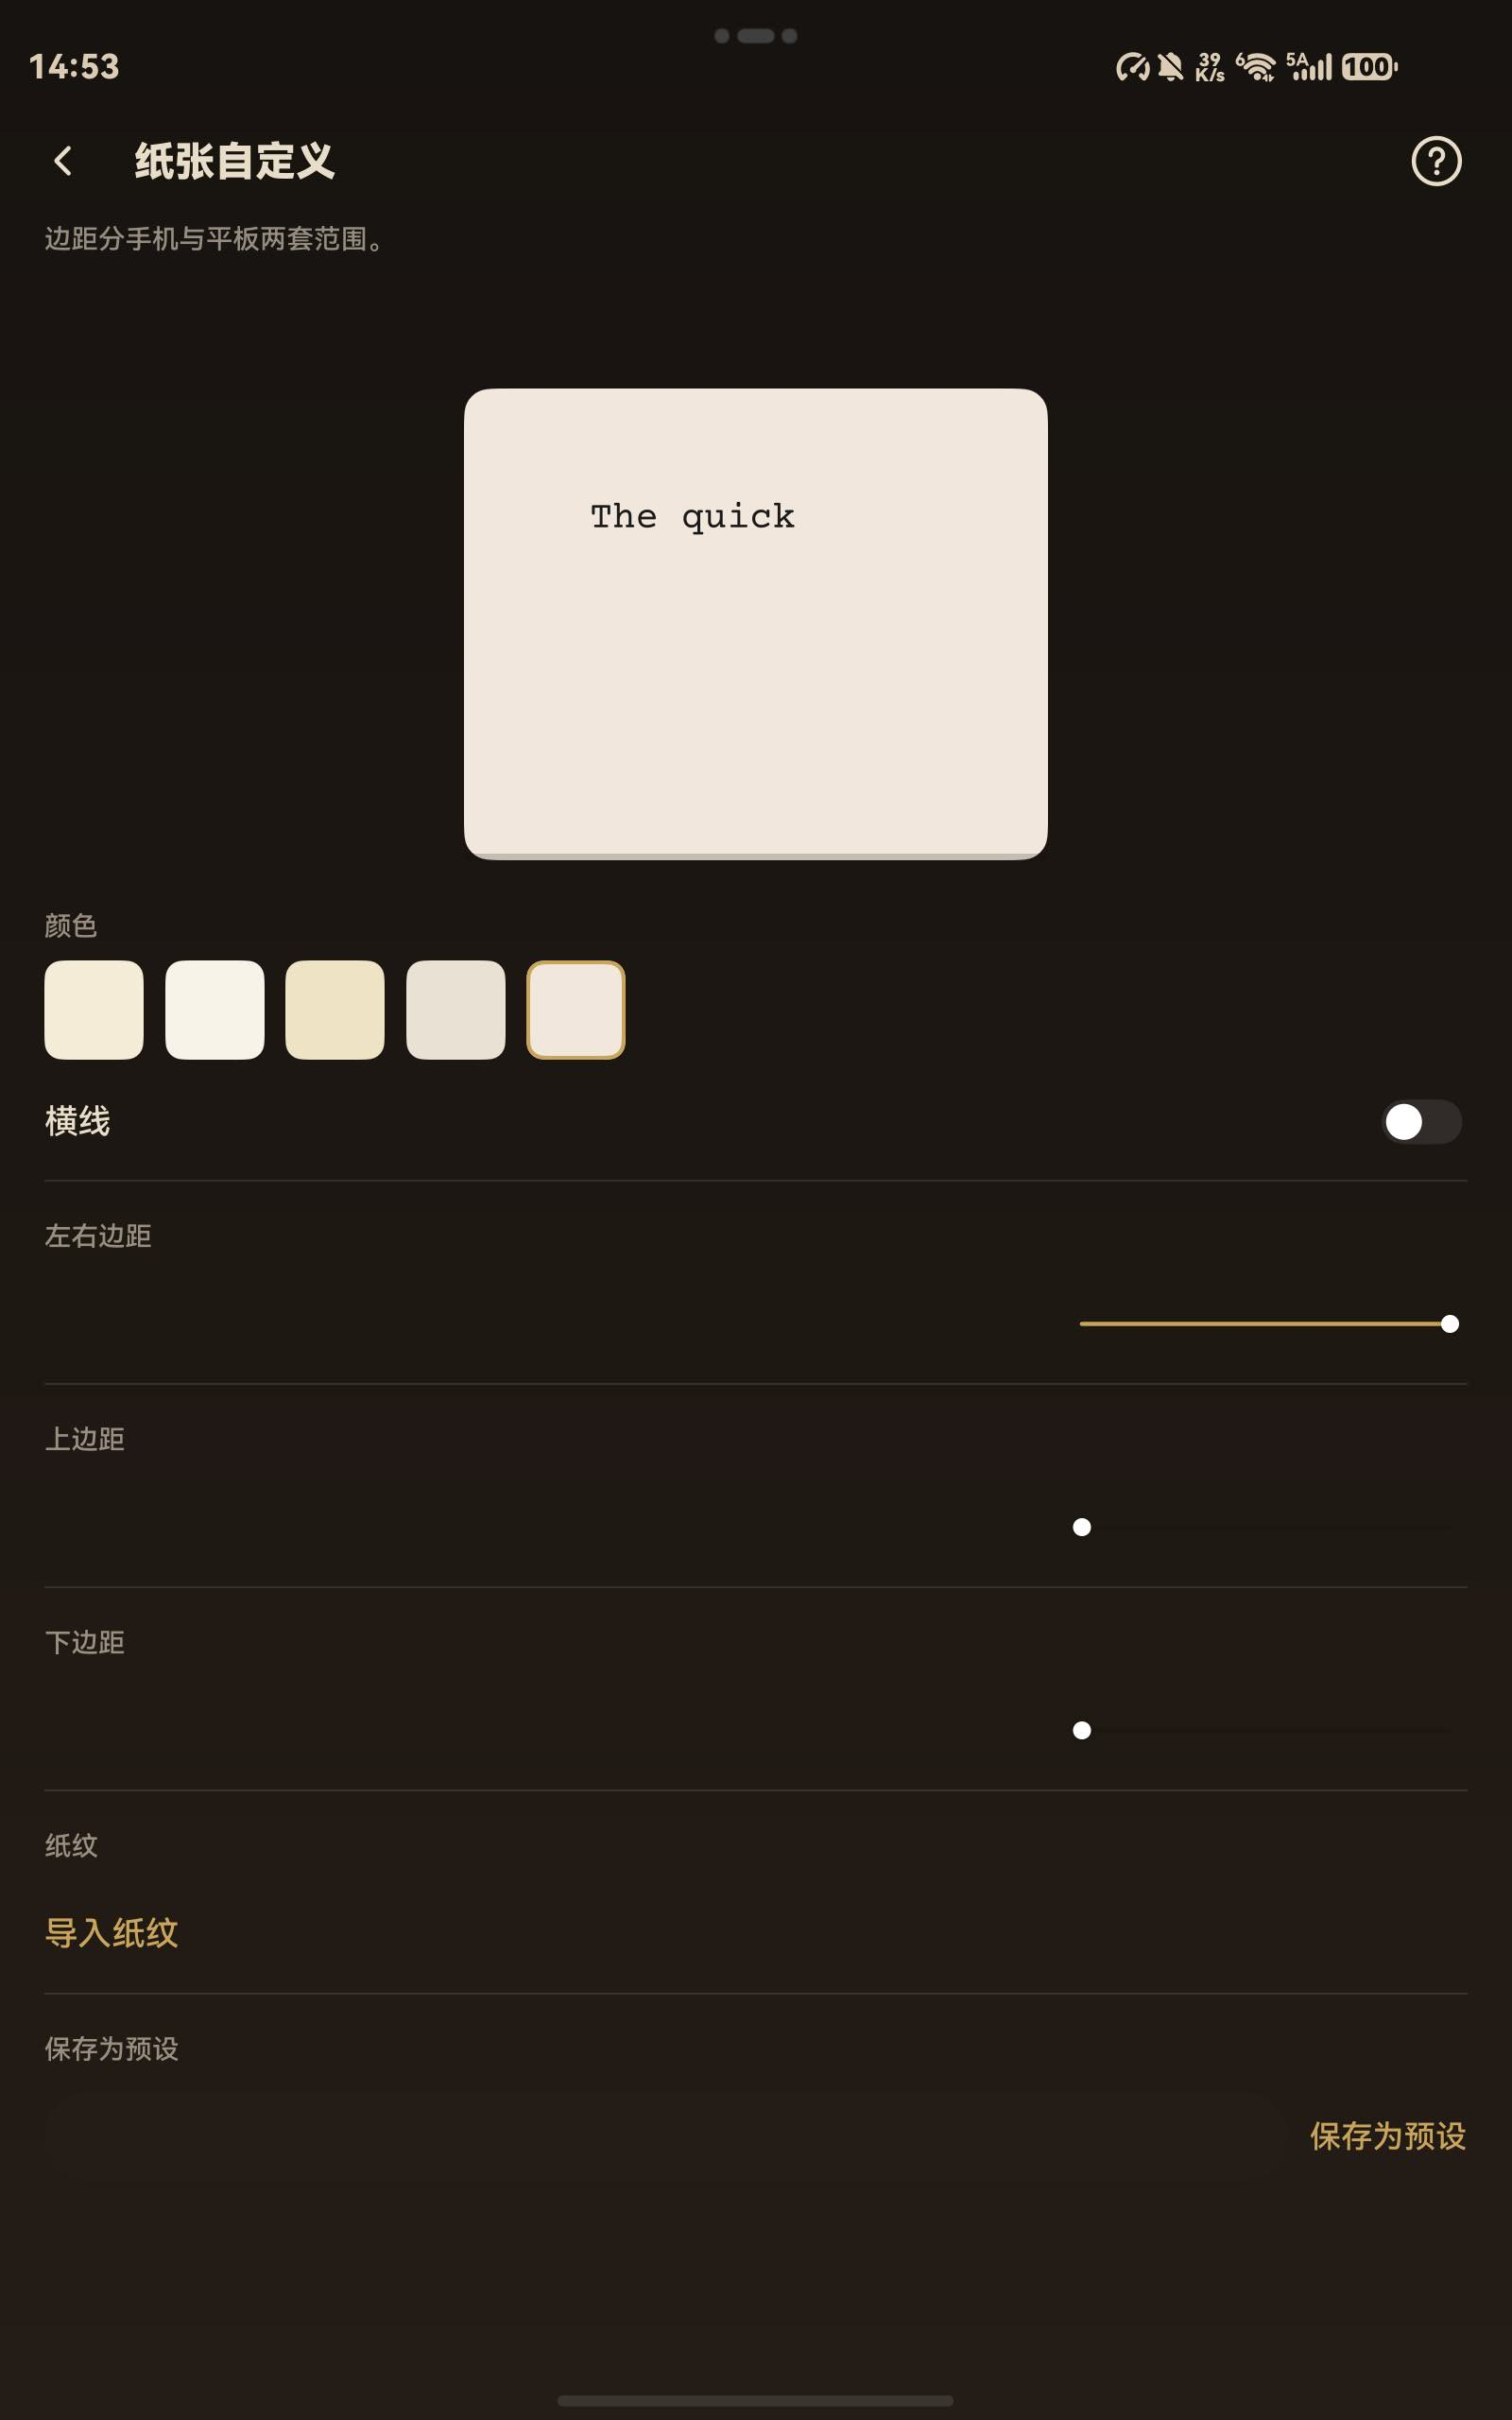 14:53
39
K/s
6
5A
100
纸张自定义
边距分手机与平板两套范围。
The quick
颜色
横线
左右边距
上边距
下边距
纸纹
导入纸纹
保存为预设
保存为预设